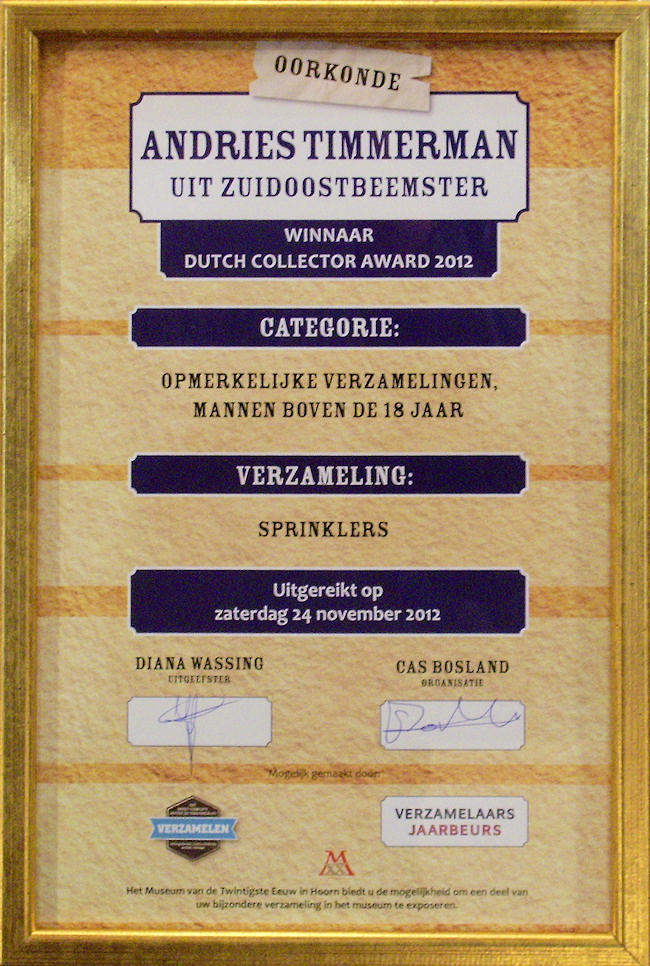 OORKONDE
ANDRIES TIMMERMAN
UIT ZUIDOOSTBEEMSTER
WINNAAR
DUTCH COLLECTOR AWARD 2012
CATEGORIE:
OPMERKELIJKE VERZAMELINGEN,
MANNEN BOVEN DE 18 JAAR
VERZAMELING:
SPRINKLERS
Uitgereikt op
zaterdag 24 november 2012
DIANA WASSING
UITGEEFSTER
CAS BOSLAND
ORGANISATIE
"Mogelijk gemaakt door:"
VERZAMELEN
VERZAMELAARS
JAARBEURS
M
XX
Het Museum van de Twintigste Eeuw in Hoorn biedt u de mogelijkheid om een deel van
uw bijzondere verzameling in het museum te exposeren.